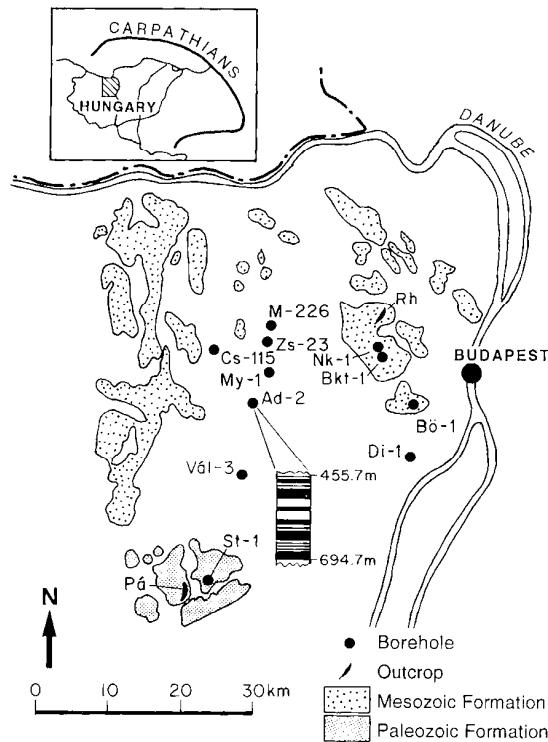 CARPATHIANS
HUNGARY
DANUBE
Rh
M-226
Zs-23
Cs-115
Nk-1
BUDAPEST
My-1
Bkt-1
Ad-2
Bö-1
Di-1
Vál-3
455.7m
St-1
694.7m
Pá
N
Borehole
Outcrop
0 10 20 30 km
Mesozoic Formation
Paleozoic Formation